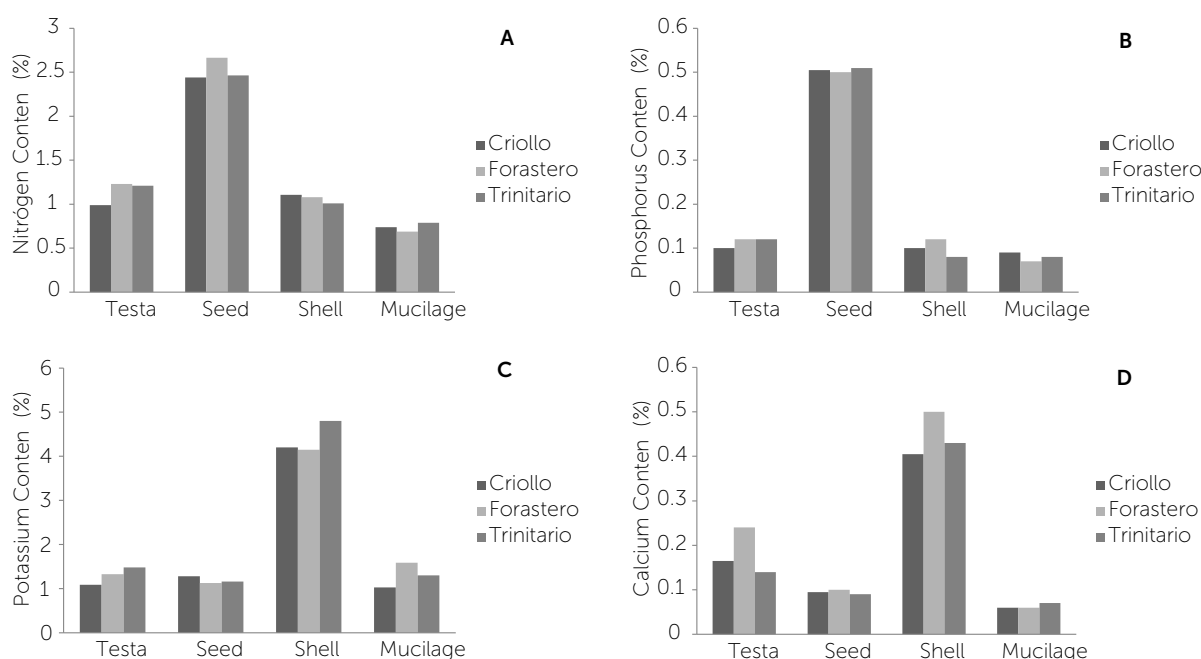 A
Nitrógen Conten (%)
3
2.5
2
1.5
1
0.5
0
Testa Seed Shell Mucilage
Criollo
Forastero
Trinitario
B
Phosphorus Conten (%)
0.6
0.5
0.4
0.3
0.2
0.1
0
Testa Seed Shell Mucilage
Criollo
Forastero
Trinitario
C
Potassium Conten (%)
6
5
4
3
2
1
0
Testa Seed Shell Mucilage
Criollo
Forastero
Trinitario
D
Calcium Conten (%)
0.6
0.5
0.4
0.3
0.2
0.1
0
Testa Seed Shell Mucilage
Criollo
Forastero
Trinitario